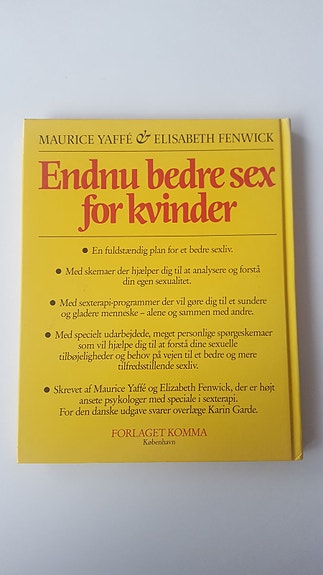 MAURICE YAFFÉ & ELISABETH FENWICK
Endnu bedre sex
for kvinder
● En fuldstændig plan for et bedre sexliv.
● Med skemaer der hjælper dig til at analysere og forstå
din egen sexualitet.
● Med sexterapi-programmer der vil gøre dig til et sundere
og gladere menneske – alene og sammen med andre.
● Med specielt udarbejdede, meget personlige spørgeskemaer
som vil hjælpe dig til at forstå dine sexuelle
tilbøjeligheder og behov på vejen til et bedre og mere
tilfredsstillende sexliv.
● Skrevet af Maurice Yaffé og Elizabeth Fenwick, der er højt
ansete psykologer med speciale i sexterapi.
For den danske udgave svarer overlæge Karin Garde.
FORLAGET KOMMA
København